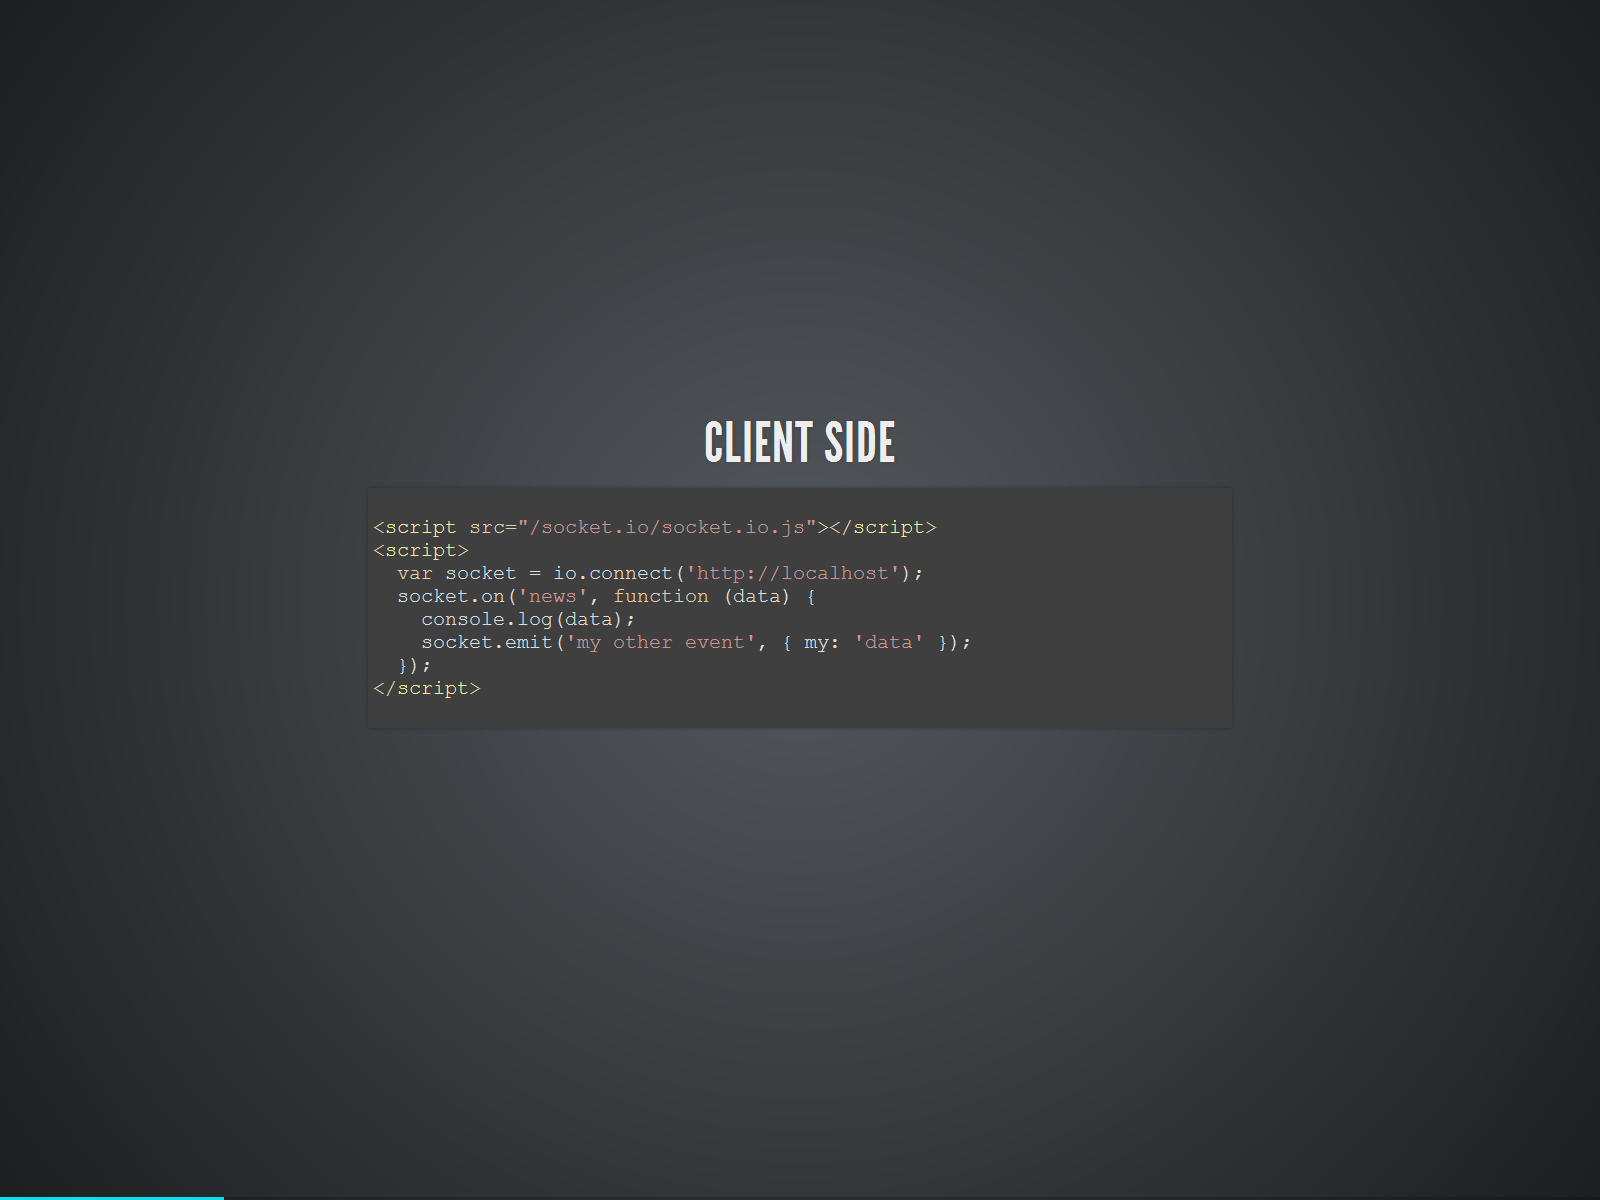 CLIENT SIDE
<script src="/socket.io/socket.io.js"></script>
<script>
  var socket = io.connect('http://localhost');
  socket.on('news', function (data) {
    console.log(data);
    socket.emit('my other event', { my: 'data' });
  });
</script>